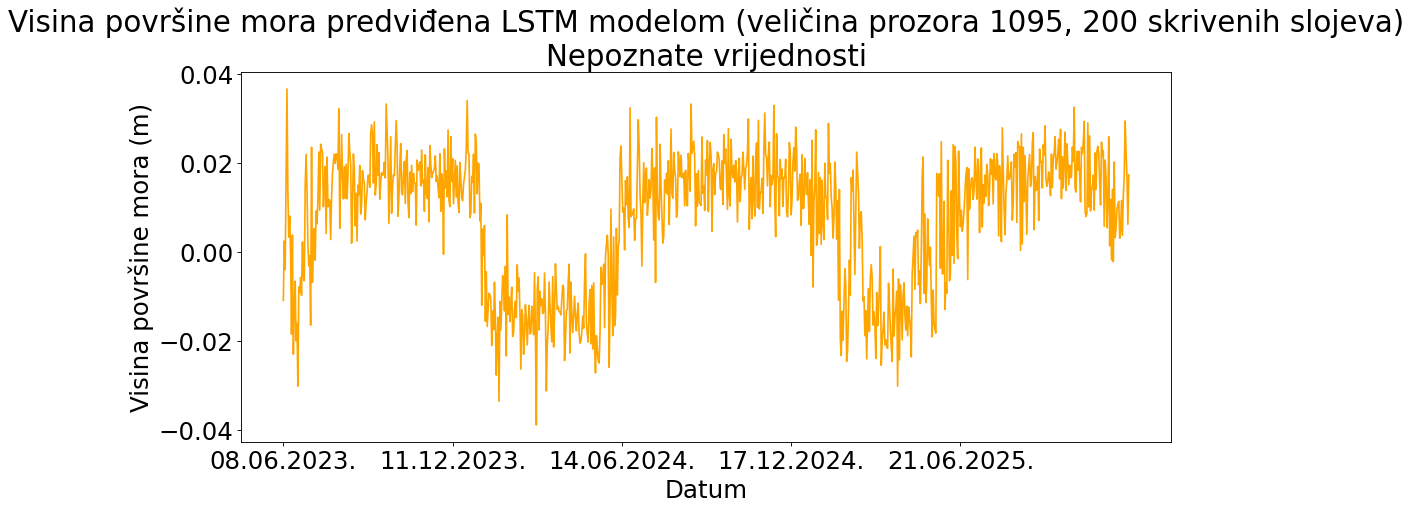 Visina površine mora predviđena LSTM modelom (veličina prozora 1095, 200 skrivenih slojeva)
Nepoznate vrijednosti
Visina površine mora (m)
0.04
0.02
0.00
−0.02
−0.04
08.06.2023. 11.12.2023. 14.06.2024. 17.12.2024. 21.06.2025.
Datum